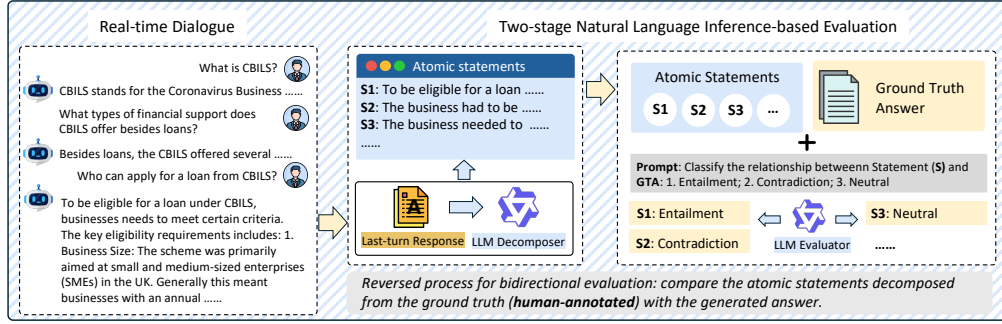 Real-time Dialogue
Two-stage Natural Language Inference-based Evaluation
What is CBILS?
CBILS stands for the Coronavirus Business ......
What types of financial support does
CBILS offer besides loans?
Besides loans, the CBILS offered several ......
Who can apply for a loan from CBILS?
To be eligible for a loan under CBILS,
businesses needs to meet certain criteria.
The key eligibility requirements includes: 1.
Business Size: The scheme was primarily
aimed at small and medium-sized enterprises
(SMEs) in the UK. Generally this meant
businesses with an annual ......
Atomic statements
S1: To be eligible for a loan ......
S2: The business had to be ......
S3: The business needed to ......
......
A
Last-turn Response
LLM Decomposer
Atomic Statements
S1 S2 S3 ...
Ground Truth
Answer
+
Prompt: Classify the relationship betweenn Statement (S) and
GTA: 1. Entailment; 2. Contradiction; 3. Neutral
S1: Entailment
S3: Neutral
S2: Contradiction
LLM Evaluator
......
Reversed process for bidirectional evaluation: compare the atomic statements decomposed
from the ground truth (human-annotated) with the generated answer.